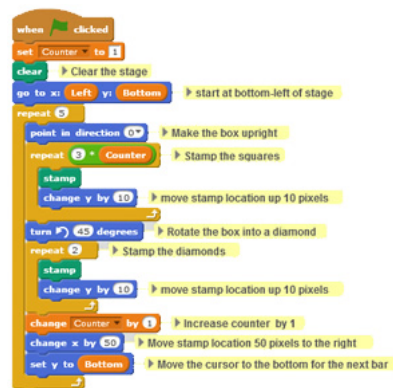 when clicked
set Counter to 1
clear Clear the stage
go to x: Left y: Bottom start at bottom-left of stage
repeat 5
point in direction 0 Make the box upright
repeat 3 * Counter Stamp the squares
stamp
change y by 10 move stamp location up 10 pixels
turn 45 degrees Rotate the box into a diamond
repeat 2 Stamp the diamonds
stamp
change y by 10 move stamp location up 10 pixels
change Counter by 1 Increase counter by 1
change x by 50 Move stamp location 50 pixels to the right
set y to Bottom Move the cursor to the bottom for the next bar